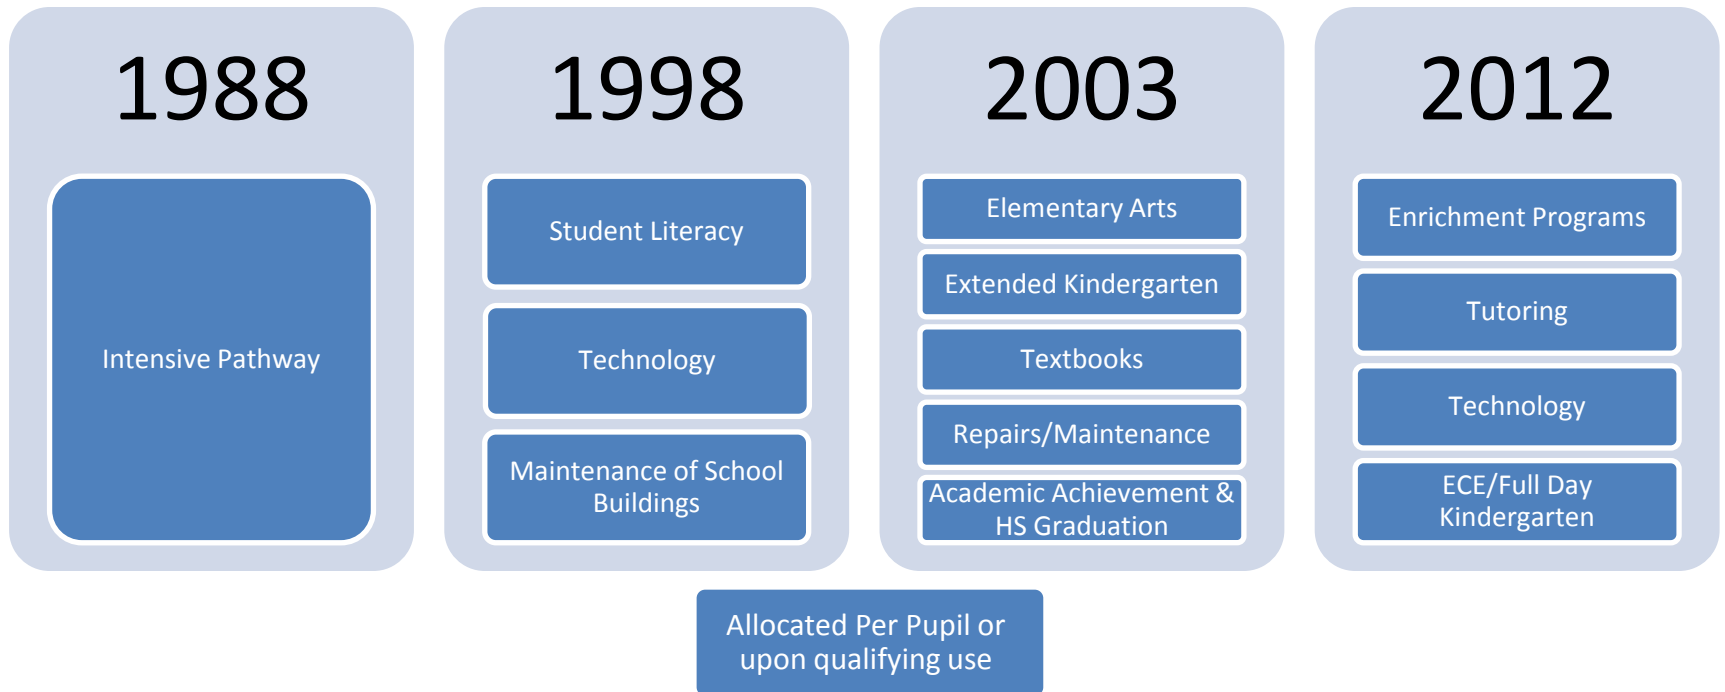 1988
Intensive Pathway
1998
Student Literacy
Technology
Maintenance of School
Buildings
2003
Elementary Arts
Extended Kindergarten
Textbooks
Repairs/Maintenance
Academic Achievement &
HS Graduation
2012
Enrichment Programs
Tutoring
Technology
ECE/Full Day
Kindergarten
Allocated Per Pupil or
upon qualifying use